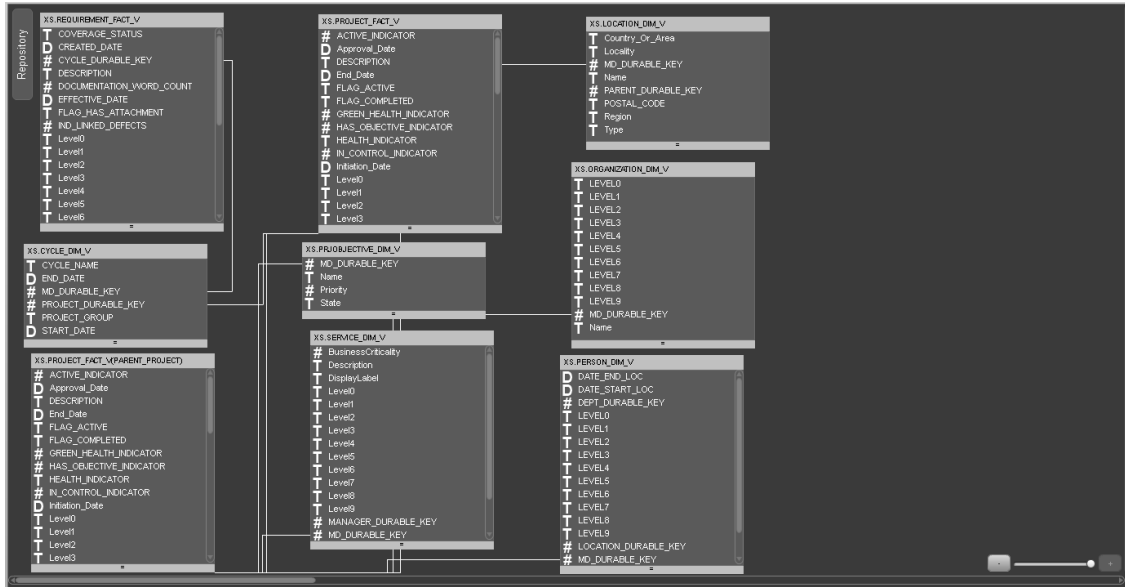 Repository
XS.REQUIREMENT_FACT_V
T COVERAGE_STATUS
D CREATED_DATE
# CYCLE_DURABLE_KEY
T DESCRIPTION
# DOCUMENTATION_WORD_COUNT
D EFFECTIVE_DATE
T FLAG_HAS_ATTACHMENT
# IND_LINKED_DEFECTS
T Level0
T Level1
T Level2
T Level3
T Level4
T Level5
T Level6
=
XS.PROJECT_FACT_V
# ACTIVE_INDICATOR
D Approval_Date
T DESCRIPTION
D End_Date
T FLAG_ACTIVE
T FLAG_COMPLETED
# GREEN_HEALTH_INDICATOR
# HAS_OBJECTIVE_INDICATOR
T HEALTH_INDICATOR
# IN_CONTROL_INDICATOR
D Initiation_Date
T Level0
T Level1
T Level2
T Level3
=
XS.LOCATION_DIM_V
T Country_Or_Area
T Locality
# MD_DURABLE_KEY
T Name
# PARENT_DURABLE_KEY
T POSTAL_CODE
T Region
T Type
=
XS.ORGANIZATION_DIM_V
T LEVEL0
T LEVEL1
T LEVEL2
T LEVEL3
T LEVEL4
T LEVEL5
T LEVEL6
T LEVEL7
T LEVEL8
T LEVEL9
# MD_DURABLE_KEY
T Name
=
XS.CYCLE_DIM_V
T CYCLE_NAME
D END_DATE
# MD_DURABLE_KEY
# PROJECT_DURABLE_KEY
T PROJECT_GROUP
D START_DATE
=
XS.PRJOBJECTIVE_DIM_V
# MD_DURABLE_KEY
T Name
# Priority
T State
=
XS.SERVICE_DIM_V
# BusinessCriticality
T Description
T DisplayLabel
T Level0
T Level1
T Level2
T Level3
T Level4
T Level5
T Level6
T Level7
T Level8
T Level9
# MANAGER_DURABLE_KEY
# MD_DURABLE_KEY
=
XS.PROJECT_FACT_V(PARENT_PROJECT)
# ACTIVE_INDICATOR
D Approval_Date
T DESCRIPTION
D End_Date
T FLAG_ACTIVE
T FLAG_COMPLETED
# GREEN_HEALTH_INDICATOR
# HAS_OBJECTIVE_INDICATOR
T HEALTH_INDICATOR
# IN_CONTROL_INDICATOR
D Initiation_Date
T Level0
T Level1
T Level2
T Level3
=
XS.PERSON_DIM_V
D DATE_END_LOC
D DATE_START_LOC
# DEPT_DURABLE_KEY
T LEVEL0
T LEVEL1
T LEVEL2
T LEVEL3
T LEVEL4
T LEVEL5
T LEVEL6
T LEVEL7
T LEVEL8
T LEVEL9
# LOCATION_DURABLE_KEY
# MD_DURABLE_KEY
=
- +